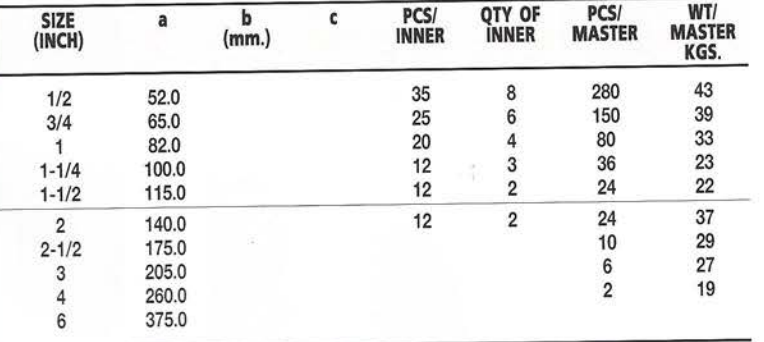 SIZE (INCH) a b (mm.) c PCS/ INNER QTY OF INNER PCS/ MASTER WT/ MASTER KGS.
1/2 52.0 35 8 280 43
3/4 65.0 25 6 150 39
1 82.0 20 4 80 33
1-1/4 100.0 12 3 36 23
1-1/2 115.0 12 2 24 22
2 140.0 12 2 24 37
2-1/2 175.0 10 29
3 205.0 6 27
4 260.0 2 19
6 375.0